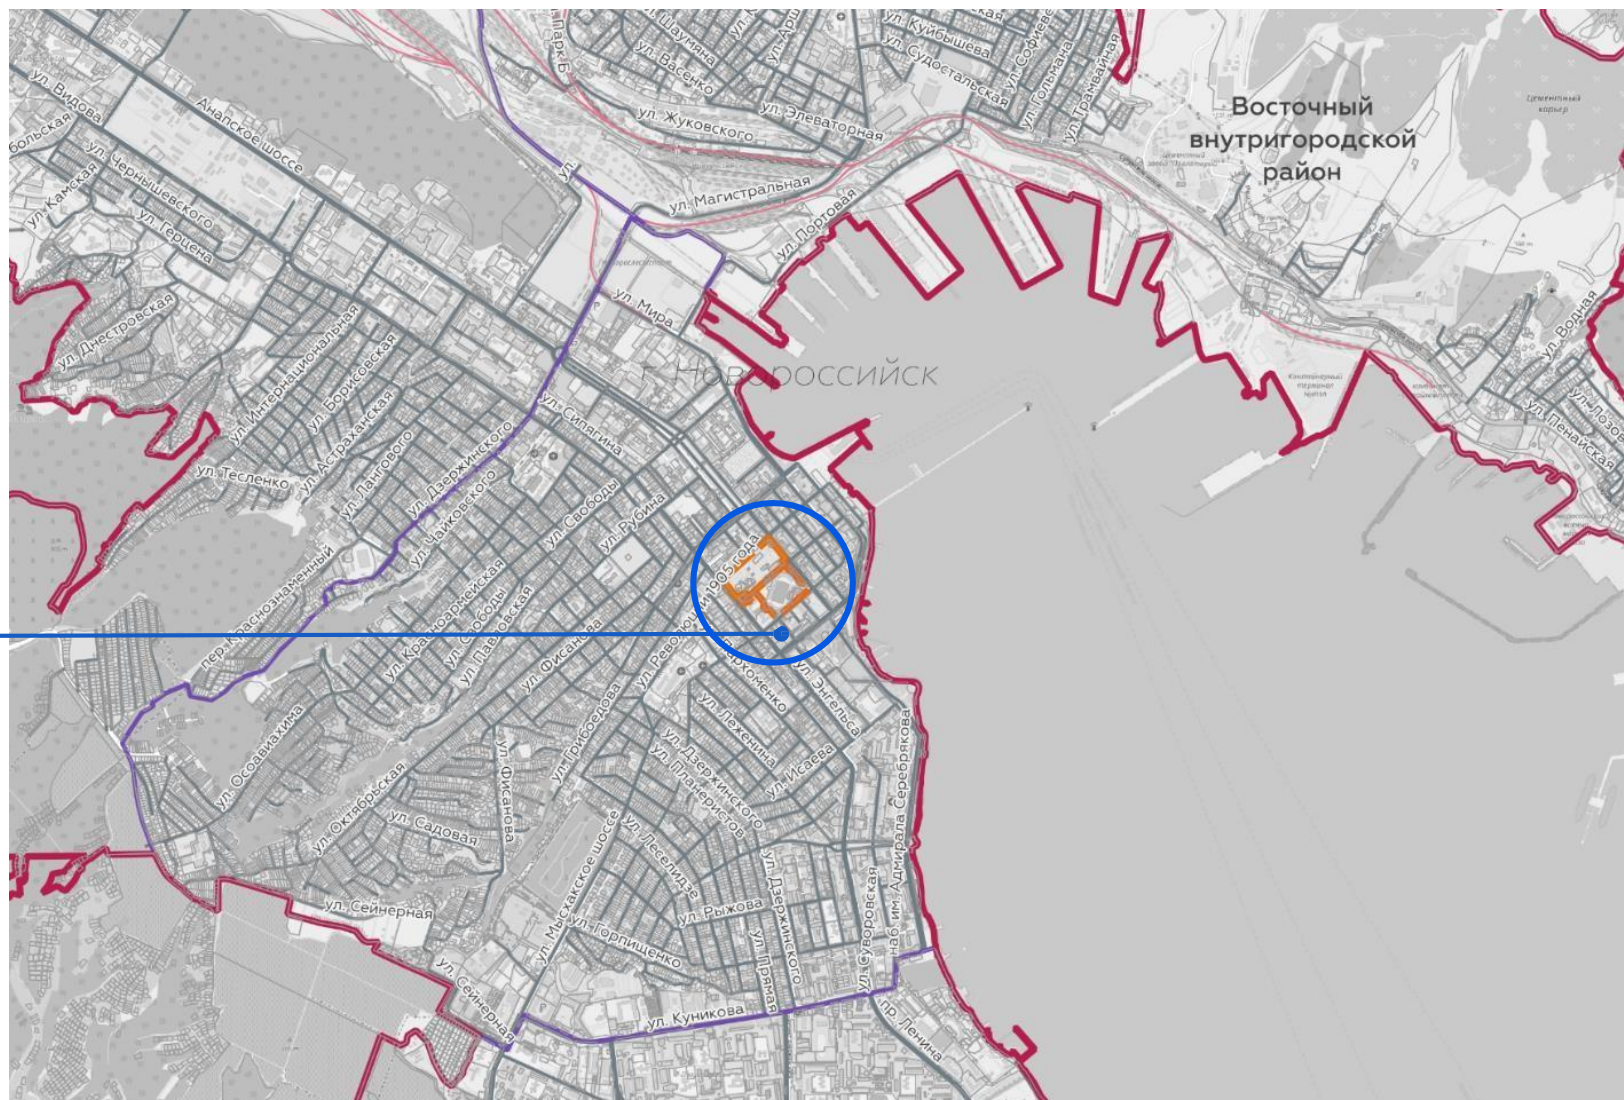 ул. Шаумяна
ул. Васенко
ул. Куйбышева
ул. Судостальская
ул. Гольмана
ул. Трамвайная
ул. Элеваторная
ул. Жуковского
ул. Магистральная
ул. Портовая
Восточный
внутригородской
район
Цементный
карьер
ул. Видова
Анапское шоссе
ул. Чернышевского
ул. Камская
ул. Герцена
ул. Днестровская
ул. Интернациональная
ул. Борисовская
ул. Астраханская
ул. Лангового
ул. Тесленко
ул.
ул. Мира
г. Новороссийск
ул. Сипягина
ул. Дзержинского
ул. Чайковского
ул. Свободы
ул. Рубина
ул. Революции 1905 года
Контейнерный
терминал
ул. Водная
ул. Пенайская
пер. Краснознаменный
ул. Красноармейская
ул. Свободы
ул. Павловская
ул. Фисанова
ул. Грибоедова
ул. Пархоменко
ул. Энгельса
ул. Леженина
ул. Исаева
ул. Дзержинского
ул. Планеристов
ул. Осоавиахима
ул. Октябрьская
ул. Садовая
ул. Фисанова
ул. Леселидзе
Мысхакское шоссе
ул. Рыжова
ул. Дзержинского
ул. Суворовская
наб. им. Адмирала Серебрякова
ул. Сейнерная
ул. Горпищенко
ул. Прямая
ул. Сейнерная
ул. Куникова
пр. Ленина